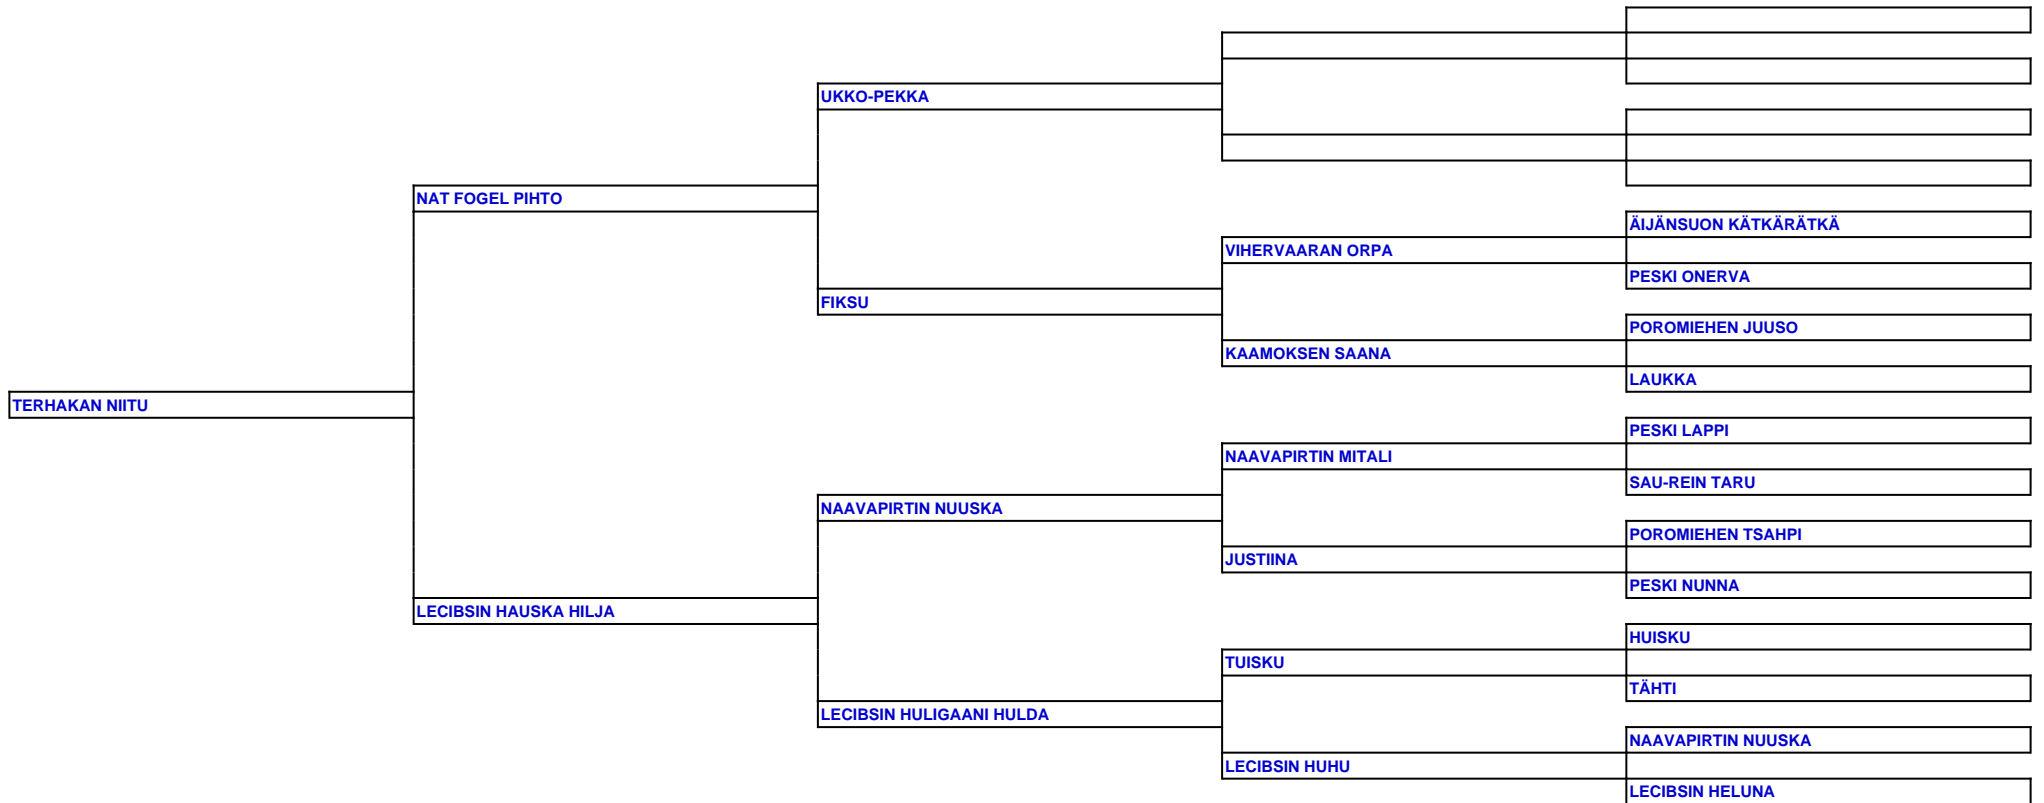 UKKO-PEKKA
NAT FOGEL PIHTO
ÄIJÄNSUON KÄTKÄRÄTKÄ
VIHERVAARAN ORPA
PESKI ONERVA
FIKSU
POROMIEHEN JUUSO
KAAMOKSEN SAANA
LAUKKA
TERHAKAN NIITU
PESKI LAPPI
NAAVAPIRTIN MITALI
SAU-REIN TARU
NAAVAPIRTIN NUUSKA
POROMIEHEN TSAHPI
JUSTIINA
PESKI NUNNA
LECIBSIN HAUSKA HILJA
HUISKU
TUISKU
TÄHTI
LECIBSIN HULIGAANI HULDA
NAAVAPIRTIN NUUSKA
LECIBSIN HUHU
LECIBSIN HELUNA